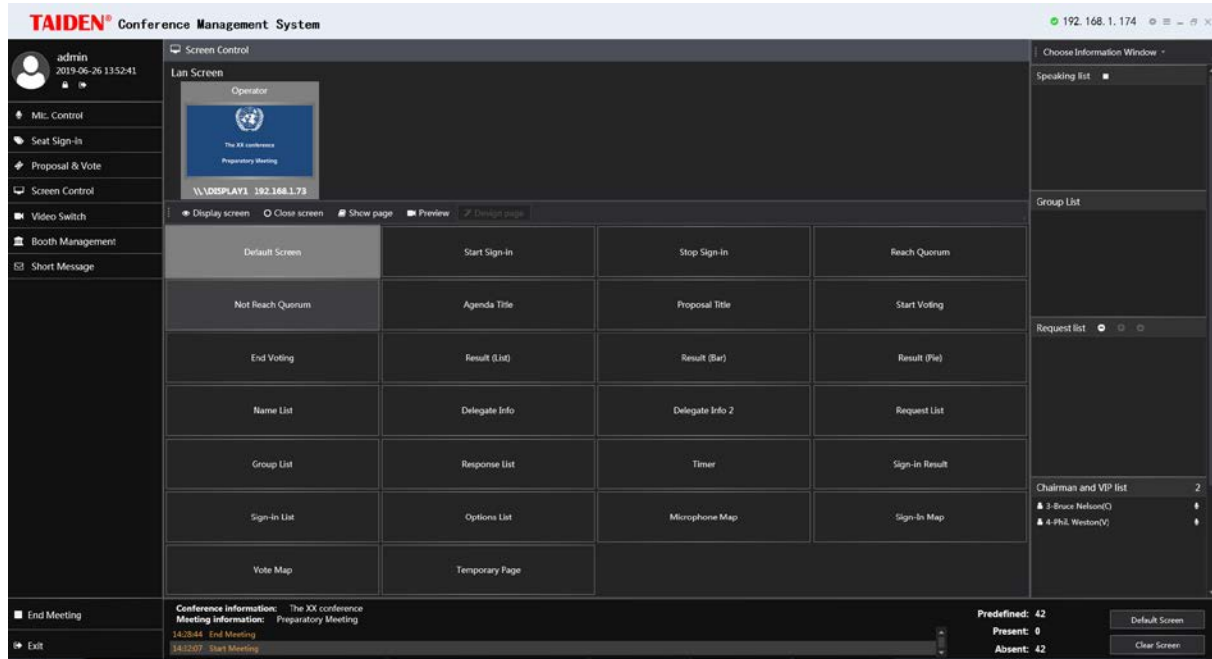 TAIDEN® Conference Management System
192.168.1.174
admin
2019-06-26 13:52:41
Mic. Control
Seat Sign-in
Proposal & Vote
Screen Control
Video Switch
Booth Management
Short Message
End Meeting
Exit
Screen Control
Lan Screen
Operator
The XX conference
Preparatory Meeting
\\.\DISPLAY1 192.168.1.73
Display screen Close screen Show page Preview Design page
Default Screen Start Sign-in Stop Sign-in Reach Quorum
Not Reach Quorum Agenda Title Proposal Title Start Voting
End Voting Result (List) Result (Bar) Result (Pie)
Name List Delegate Info Delegate Info 2 Request List
Group List Response List Timer Sign-in Result
Sign-in List Options List Microphone Map Sign-In Map
Vote Map Temporary Page
Conference information: The XX conference
Meeting information: Preparatory Meeting
14:28:44 End Meeting
14:32:07 Start Meeting
Predefined: 42
Present: 0
Absent: 42
Default Screen
Clear Screen
Choose Information Window
Speaking list
Group List
Request list
Chairman and VIP list 2
3-Bruce Nelson(C)
4-Phil. Weston(V)